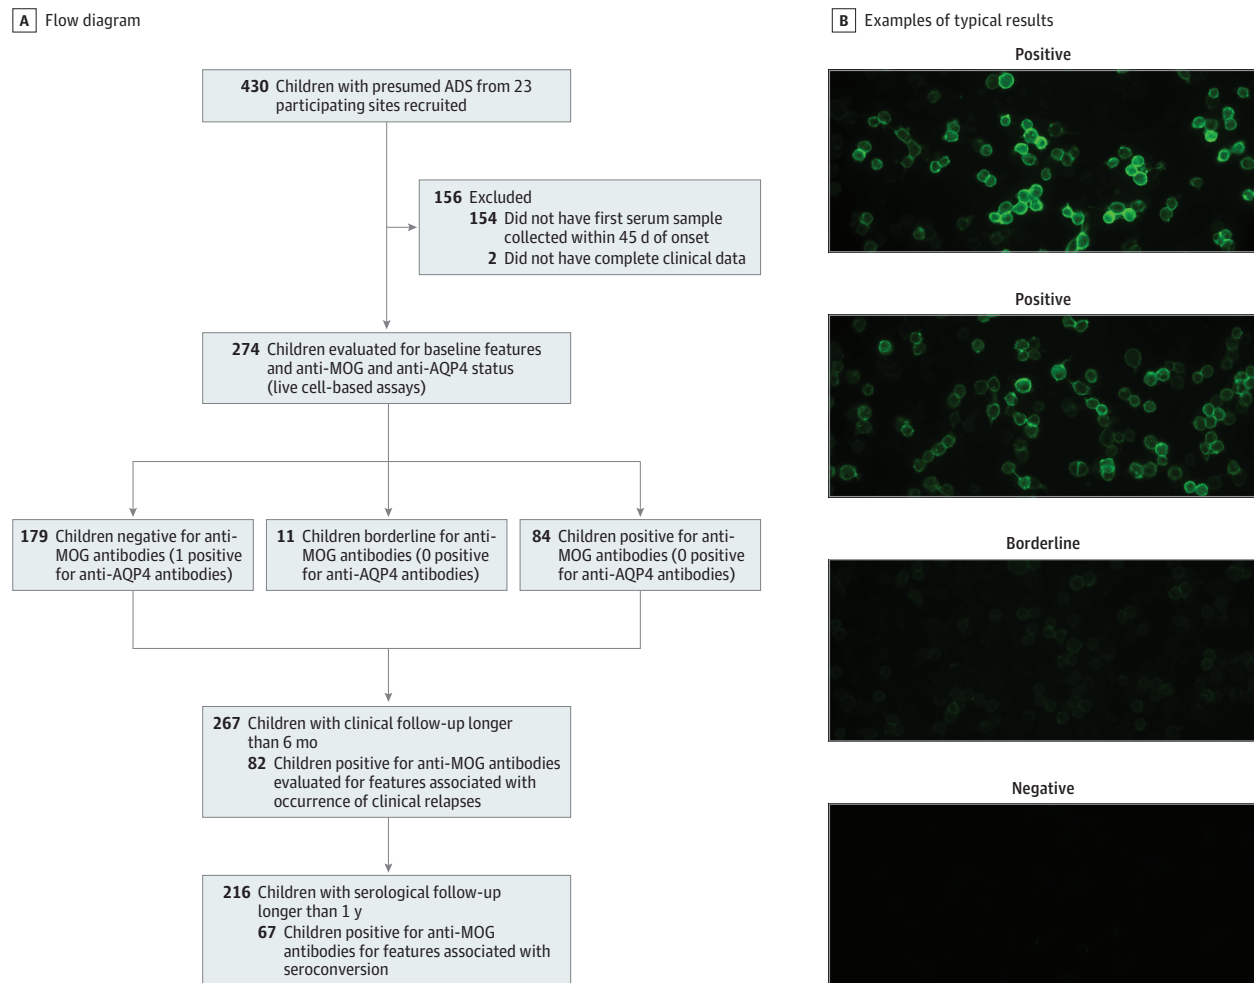 A Flow diagram
430 Children with presumed ADS from 23
participating sites recruited
156 Excluded
154 Did not have first serum sample
collected within 45 d of onset
2 Did not have complete clinical data
274 Children evaluated for baseline features
and anti-MOG and anti-AQP4 status
(live cell-based assays)
179 Children negative for anti-
MOG antibodies (1 positive
for anti-AQP4 antibodies)
11 Children borderline for anti-
MOG antibodies (0 positive
for anti-AQP4 antibodies)
84 Children positive for anti-
MOG antibodies (0 positive
for anti-AQP4 antibodies)
267 Children with clinical follow-up longer
than 6 mo
82 Children positive for anti-MOG antibodies
evaluated for features associated with
occurrence of clinical relapses
216 Children with serological follow-up
longer than 1 y
67 Children positive for anti-MOG
antibodies for features associated with
seroconversion
B Examples of typical results
Positive
Positive
Borderline
Negative